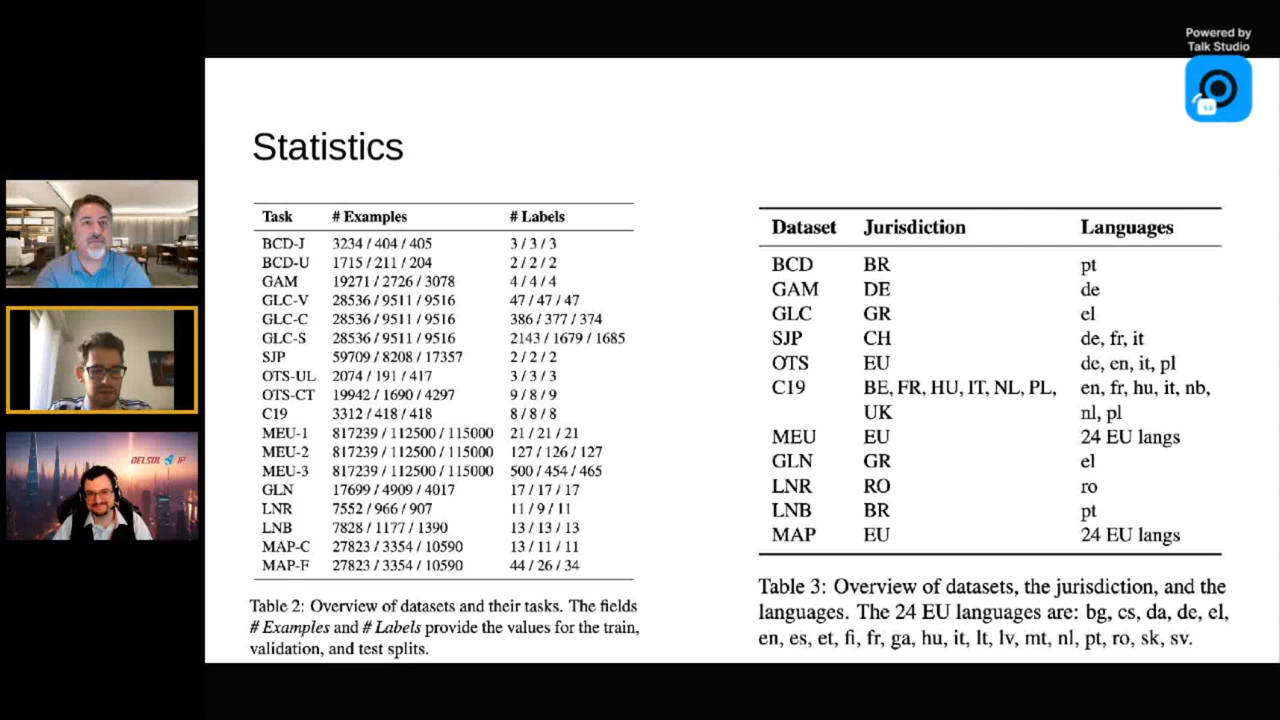 Powered by
Talk Studio
Statistics
Task # Examples # Labels
BCD-J 3234 / 404 / 405 3 / 3 / 3
BCD-U 1715 / 211 / 204 2 / 2 / 2
GAM 19271 / 2726 / 3078 4 / 4 / 4
GLC-V 28536 / 9511 / 9516 47 / 47 / 47
GLC-C 28536 / 9511 / 9516 386 / 377 / 374
GLC-S 28536 / 9511 / 9516 2143 / 1679 / 1685
SJP 59709 / 8208 / 17357 2 / 2 / 2
OTS-UL 2074 / 191 / 417 3 / 3 / 3
OTS-CT 19942 / 1690 / 4297 9 / 8 / 9
C19 3312 / 418 / 418 8 / 8 / 8
MEU-1 817239 / 112500 / 115000 21 / 21 / 21
MEU-2 817239 / 112500 / 115000 127 / 126 / 127
MEU-3 817239 / 112500 / 115000 500 / 454 / 465
GLN 17699 / 4909 / 4017 17 / 17 / 17
LNR 7552 / 966 / 907 11 / 9 / 11
LNB 7828 / 1177 / 1390 13 / 13 / 13
MAP-C 27823 / 3354 / 10590 13 / 11 / 11
MAP-F 27823 / 3354 / 10590 44 / 26 / 34
Table 2: Overview of datasets and their tasks. The fields
# Examples and # Labels provide the values for the train,
validation, and test splits.
Dataset Jurisdiction Languages
BCD BR pt
GAM DE de
GLC GR el
SJP CH de, fr, it
OTS EU de, en, it, pl
C19 BE, FR, HU, IT, NL, PL, en, fr, hu, it, nb,
UK nl, pl
MEU EU 24 EU langs
GLN GR el
LNR RO ro
LNB BR pt
MAP EU 24 EU langs
Table 3: Overview of datasets, the jurisdiction, and the
languages. The 24 EU languages are: bg, cs, da, de, el,
en, es, et, fi, fr, ga, hu, it, lt, lv, mt, nl, pt, ro, sk, sv.
DELSOL IP